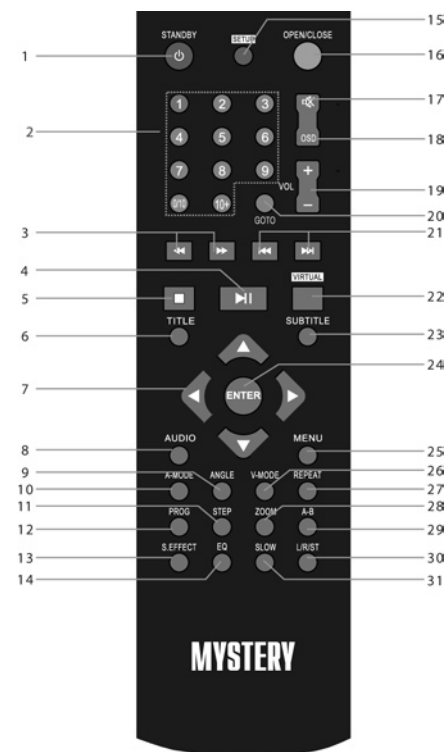 STANDBY SETUP OPEN/CLOSE 15
1 16
1 2 3 17
2
4 5 6 OSD 18
7 8 9 + 19
0/10 10+ VOL −
GOTO 20
3 21
4 VIRTUAL
5 22
TITLE SUBTITLE 23
6 24
7 ENTER
AUDIO MENU
8 25
9 26
A-MODE ANGLE V-MODE REPEAT
10 27
11 28
PROG STEP ZOOM A-B
12 29
S.EFFECT EQ SLOW L/R/ST
13 30
14 31
MYSTERY